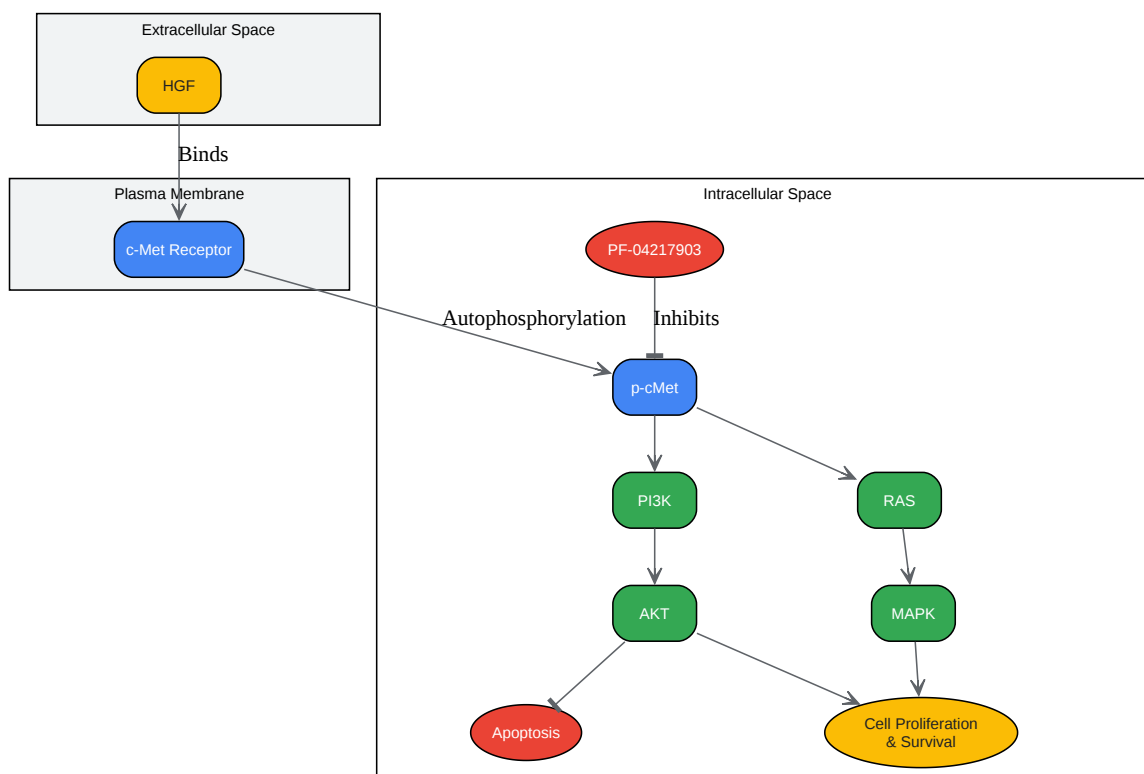 Extracellular Space
HGF
Binds
Plasma Membrane
c-Met Receptor
Intracellular Space
PF-04217903
Autophosphorylation
Inhibits
p-cMet
PI3K
RAS
AKT
MAPK
Apoptosis
Cell Proliferation
& Survival